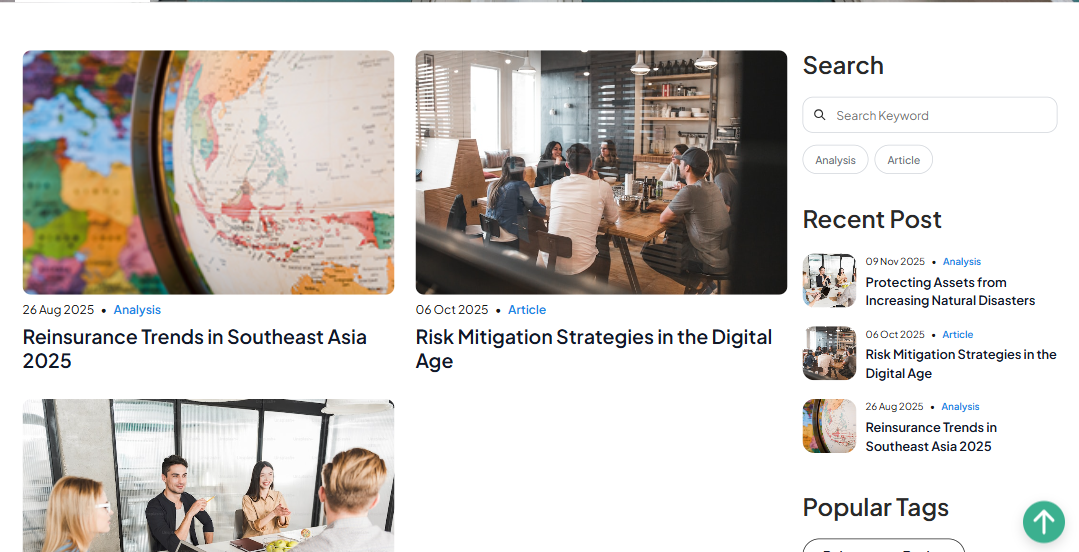 26 Aug 2025 • Analysis
Reinsurance Trends in Southeast Asia
2025
06 Oct 2025 • Article
Risk Mitigation Strategies in the Digital
Age
Search
Search Keyword
Analysis
Article
Recent Post
09 Nov 2025 • Analysis
Protecting Assets from
Increasing Natural Disasters
06 Oct 2025 • Article
Risk Mitigation Strategies in the
Digital Age
26 Aug 2025 • Analysis
Reinsurance Trends in
Southeast Asia 2025
Popular Tags